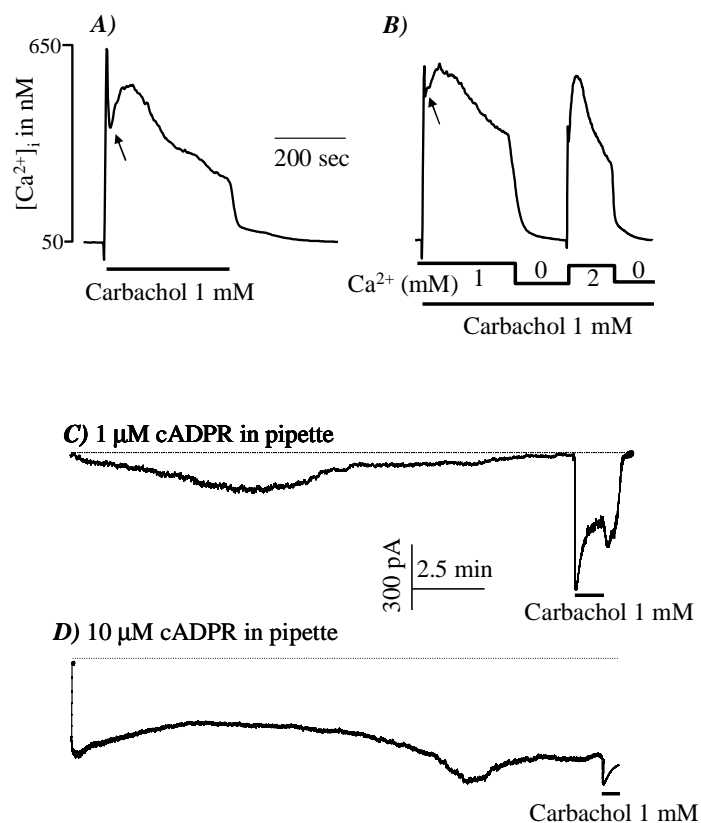 A)
B)
650
[Ca²⁺]ᵢ in nM
200 sec
50
Carbachol 1 mM
Ca²⁺ (mM)
1
0
2
0
Carbachol 1 mM
C) 1 μM cADPR in pipette
300 pA
2.5 min
Carbachol 1 mM
D) 10 μM cADPR in pipette
Carbachol 1 mM